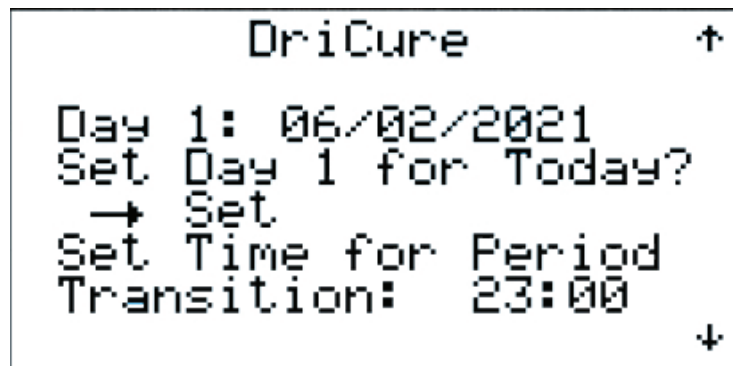 DriCure ↑
Day 1: 06/02/2021
Set Day 1 for Today?
→ Set
Set Time for Period
Transition: 23:00
↓